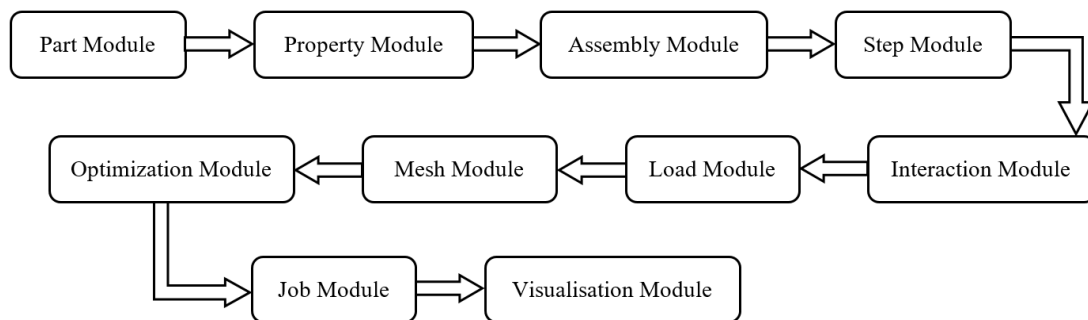 Part Module
Property Module
Assembly Module
Step Module
Interaction Module
Load Module
Mesh Module
Optimization Module
Job Module
Visualisation Module